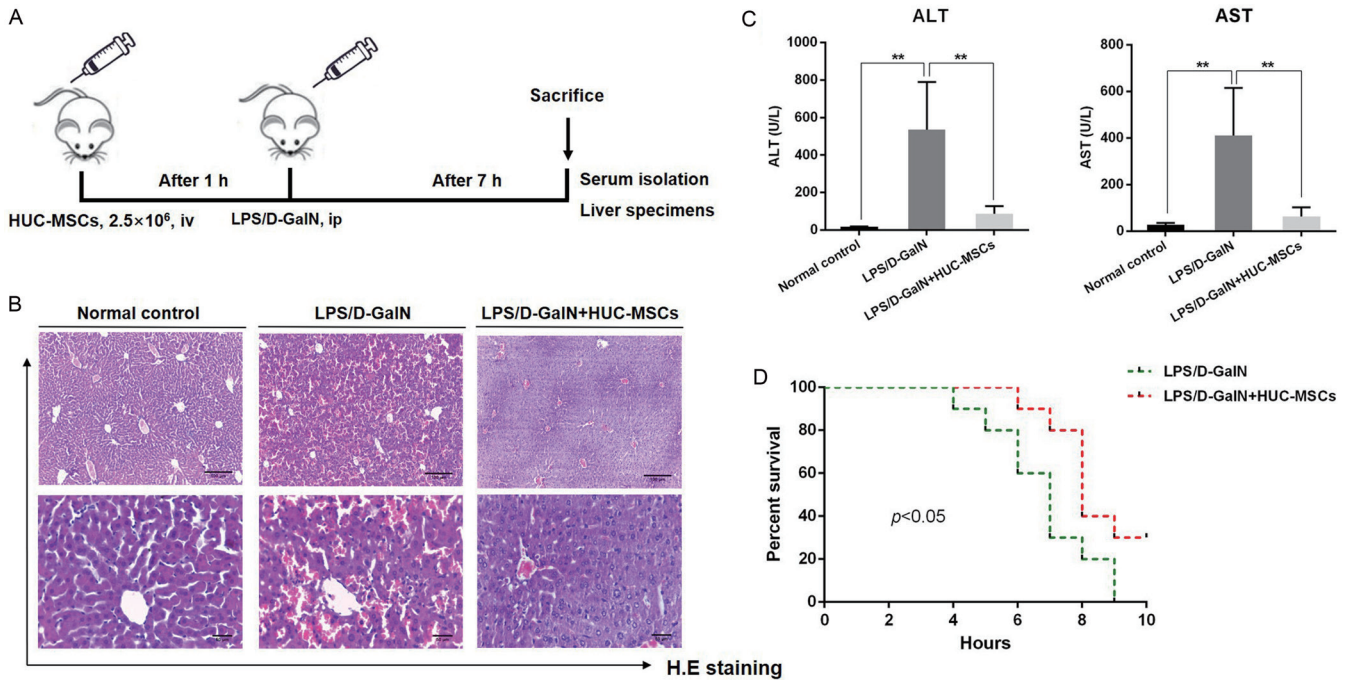 A
Sacrifice
After 1 h
After 7 h
Serum isolation
Liver specimens
HUC-MSCs, 2.5×10⁶, iv
LPS/D-GalN, ip
B
Normal control
LPS/D-GalN
LPS/D-GalN+HUC-MSCs
H.E staining
C
ALT
ALT (U/L)
1000
800
600
400
200
0
**
**
Normal control
LPS/D-GalN
LPS/D-GalN+HUC-MSCs
AST
AST (U/L)
800
600
400
200
0
**
**
Normal control
LPS/D-GalN
LPS/D-GalN+HUC-MSCs
D
LPS/D-GalN
LPS/D-GalN+HUC-MSCs
Percent survival
100
80
60
40
20
0
p<0.05
0 2 4 6 8 10
Hours